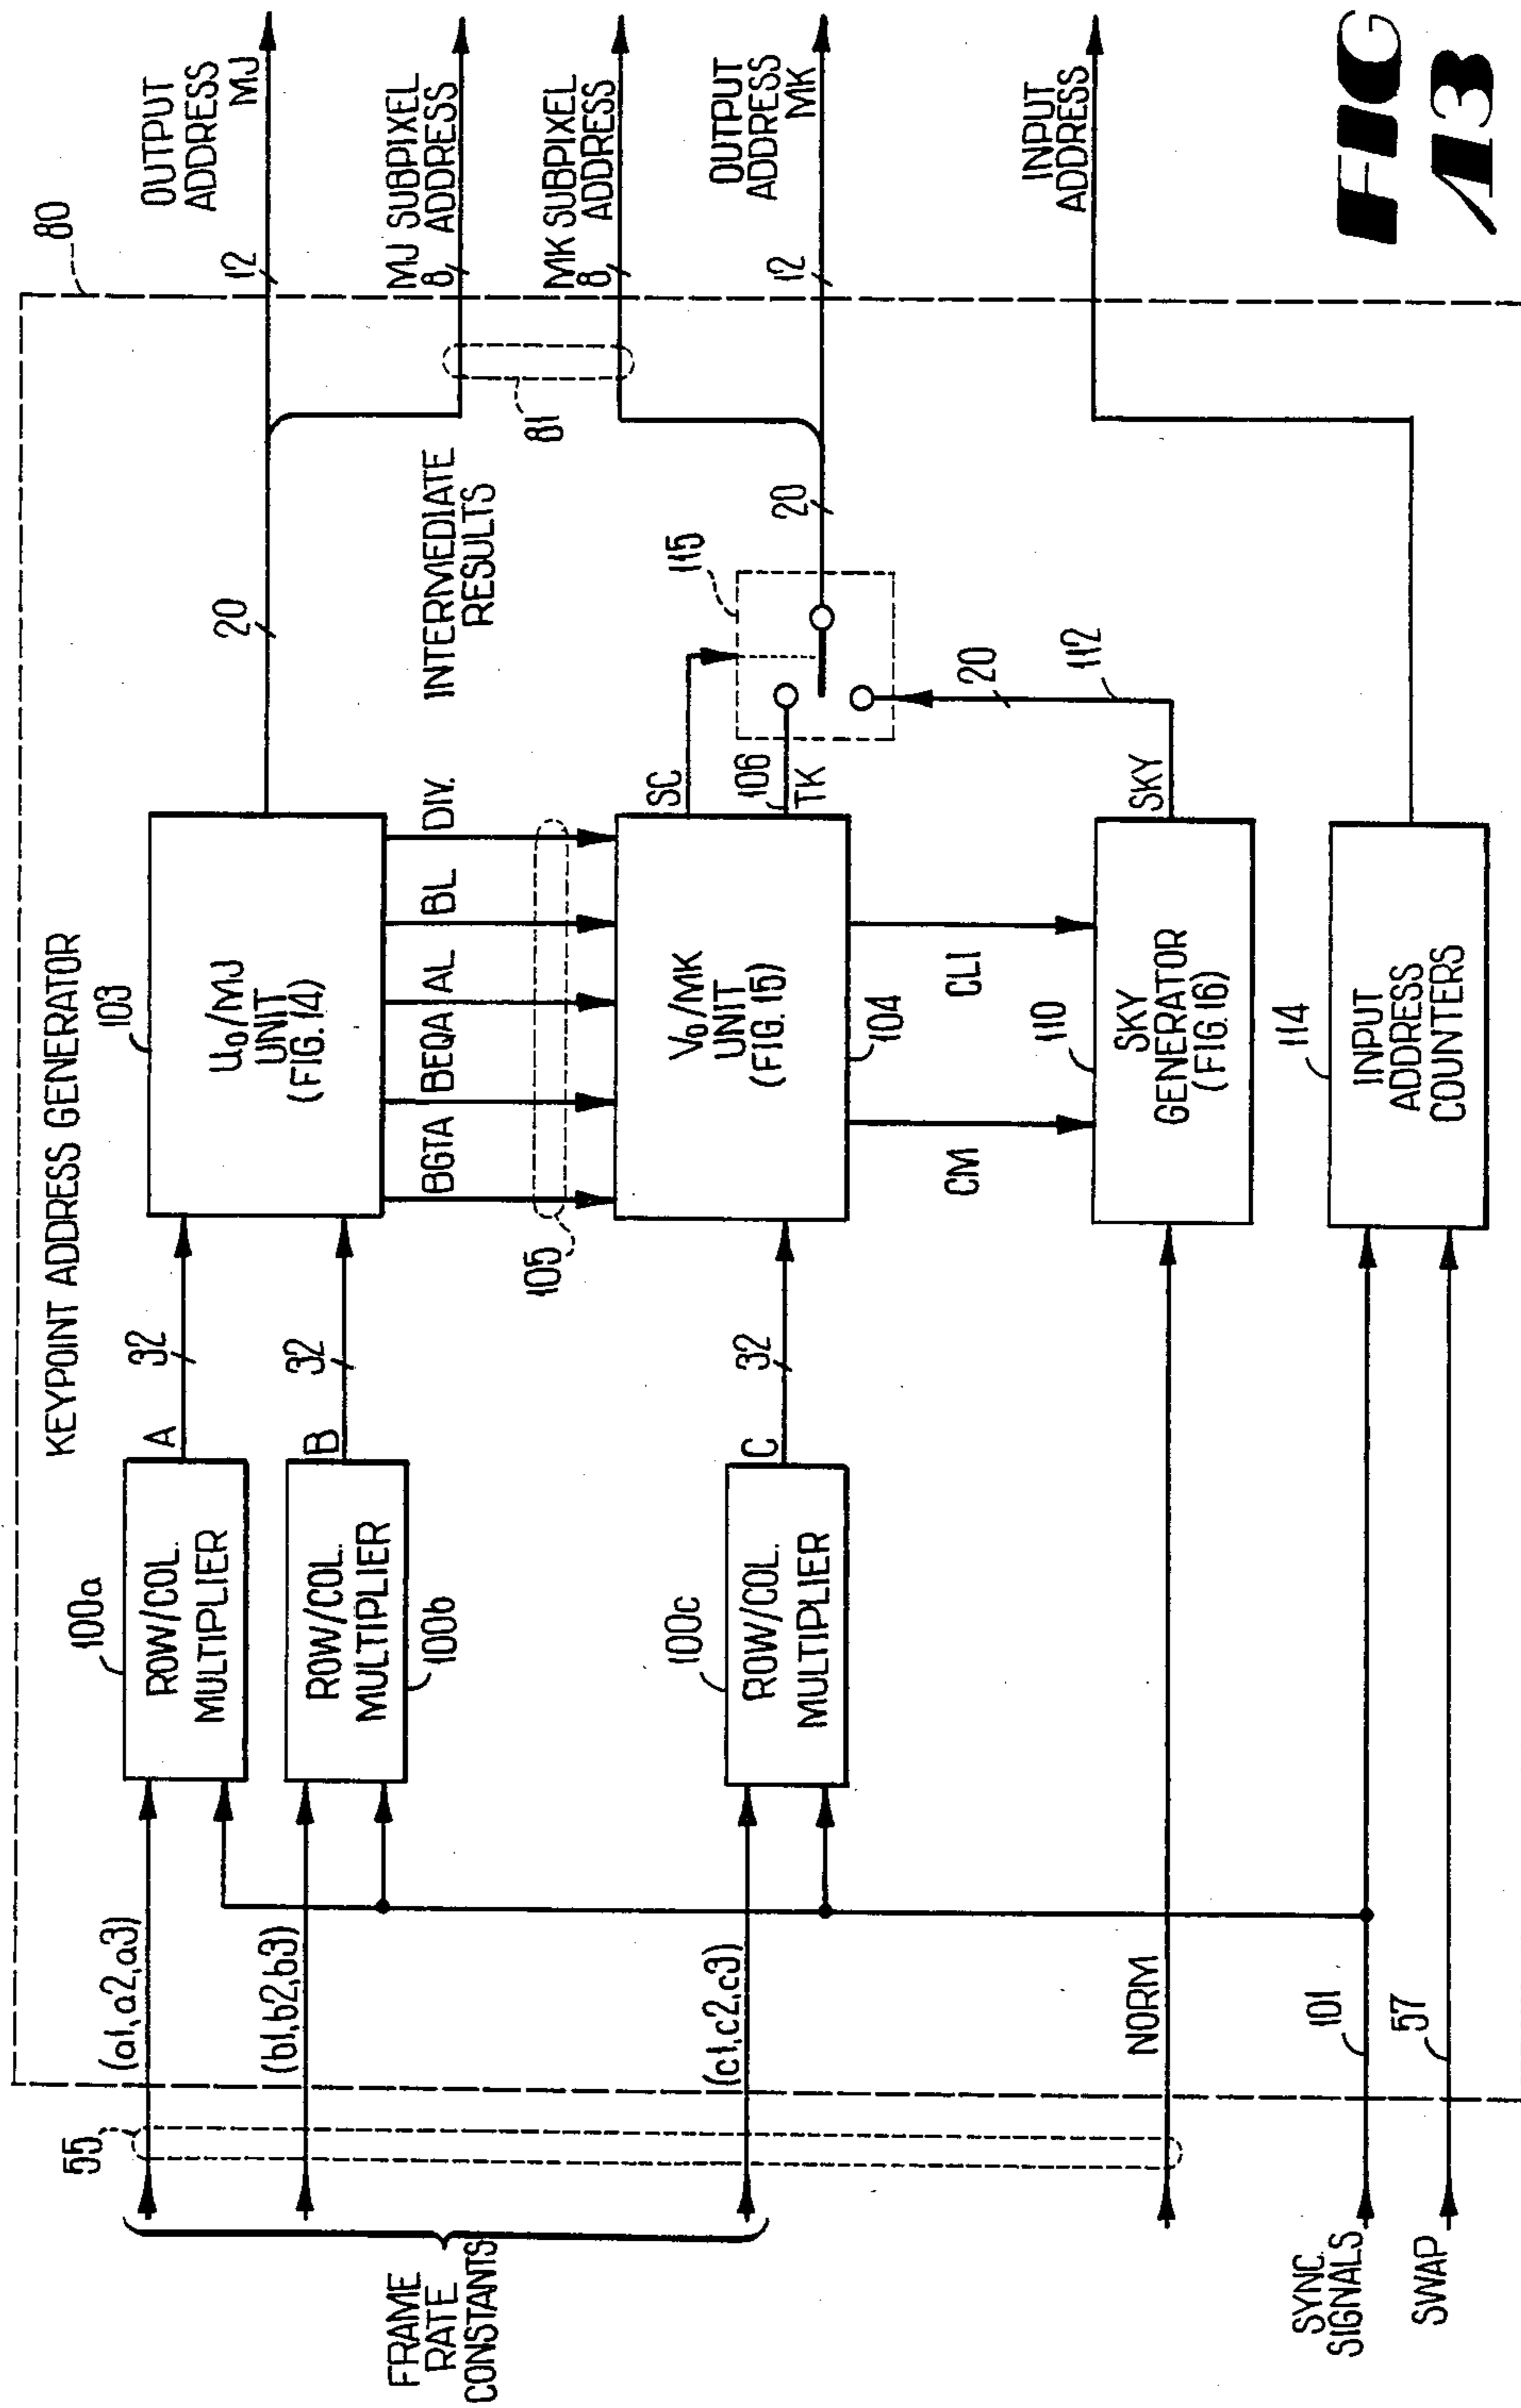 KEYPOINT ADDRESS GENERATOR
80
55
FRAME
RATE
CONSTANTS
(a1,a2,a3)
100a
ROW/COL.
MULTIPLIER
A
32
103
U0/MJ
UNIT
(FIG. 14)
20
12
OUTPUT
ADDRESS
MJ
(b1,b2,b3)
ROW/COL.
MULTIPLIER
100b
B
32
BGTA
BEQA
AL
BL
DIV.
INTERMEDIATE
RESULTS
105
81
MJ SUBPIXEL
8 ADDRESS
MK SUBPIXEL
8 ADDRESS
(c1,c2,c3)
100c
ROW/COL.
MULTIPLIER
C
32
V0/MK
UNIT
(FIG. 15)
104
SC
106
TK
115
20
12
OUTPUT
ADDRESS
MK
CM
CLI
NORM
110
SKY
GENERATOR
(FIG. 16)
SKY
20
112
SYNC.
SIGNALS
101
SWAP
57
114
INPUT
ADDRESS
COUNTERS
INPUT
ADDRESS
FIG
13